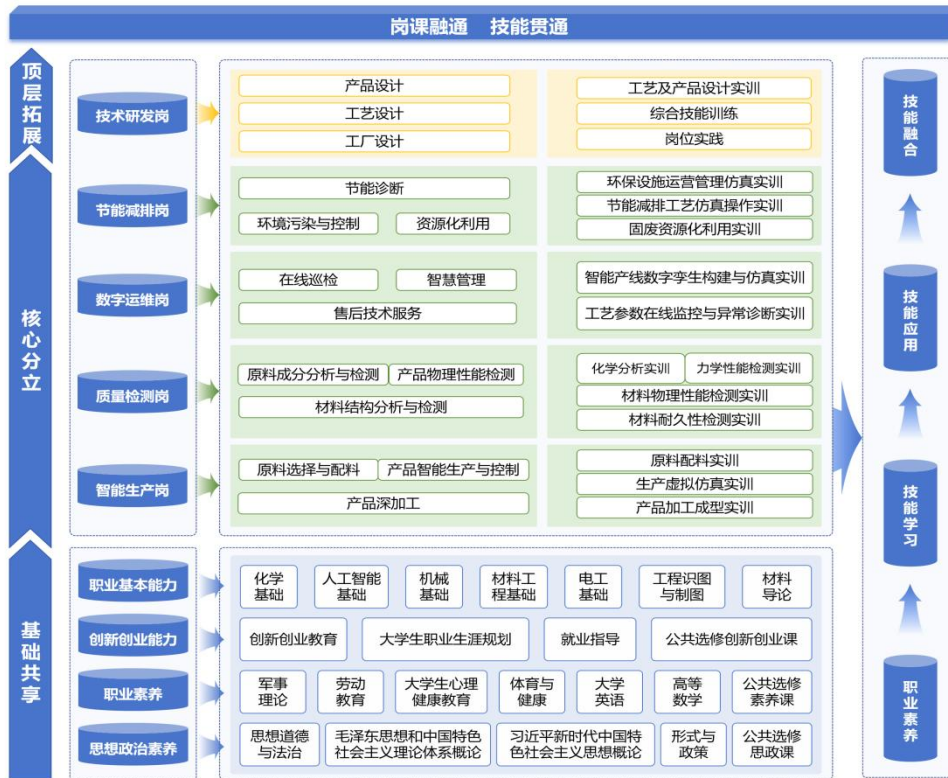 岗课融通 技能贯通
顶层拓展
技术研发岗
产品设计
工艺设计
工厂设计
工艺及产品设计实训
综合技能训练
岗位实践
核心分立
节能减排岗
节能诊断
环境污染与控制
资源化利用
环保设施运营管理仿真实训
节能减排工艺仿真操作实训
固废资源化利用实训
数字运维岗
在线巡检
智慧管理
售后技术服务
智能产线数字孪生构建与仿真实训
工艺参数在线监控与异常诊断实训
质量检测岗
原料成分分析与检测
产品物理性能检测
材料结构分析与检测
化学分析实训
力学性能检测实训
材料物理性能检测实训
材料耐久性检测实训
智能生产岗
原料选择与配料
产品智能生产与控制
产品深加工
原料配料实训
生产虚拟仿真实训
产品加工成型实训
基础共享
职业基本能力
化学
基础
人工智能
基础
机械
基础
材料工
程基础
电工
基础
工程识图
与制图
材料
导论
创新创业能力
创新创业教育
大学生职业生涯规划
就业指导
公共选修创新创业课
职业素养
军事
理论
劳动
教育
大学生心理
健康教育
体育与
健康
大学
英语
高等
数学
公共选修
素养课
思想政治素养
思想道德
与法治
毛泽东思想和中国特色
社会主义理论体系概论
习近平新时代中国特
色社会主义思想概论
形式与
政策
公共选修
思政课
技能融合
技能应用
技能学习
职业素养